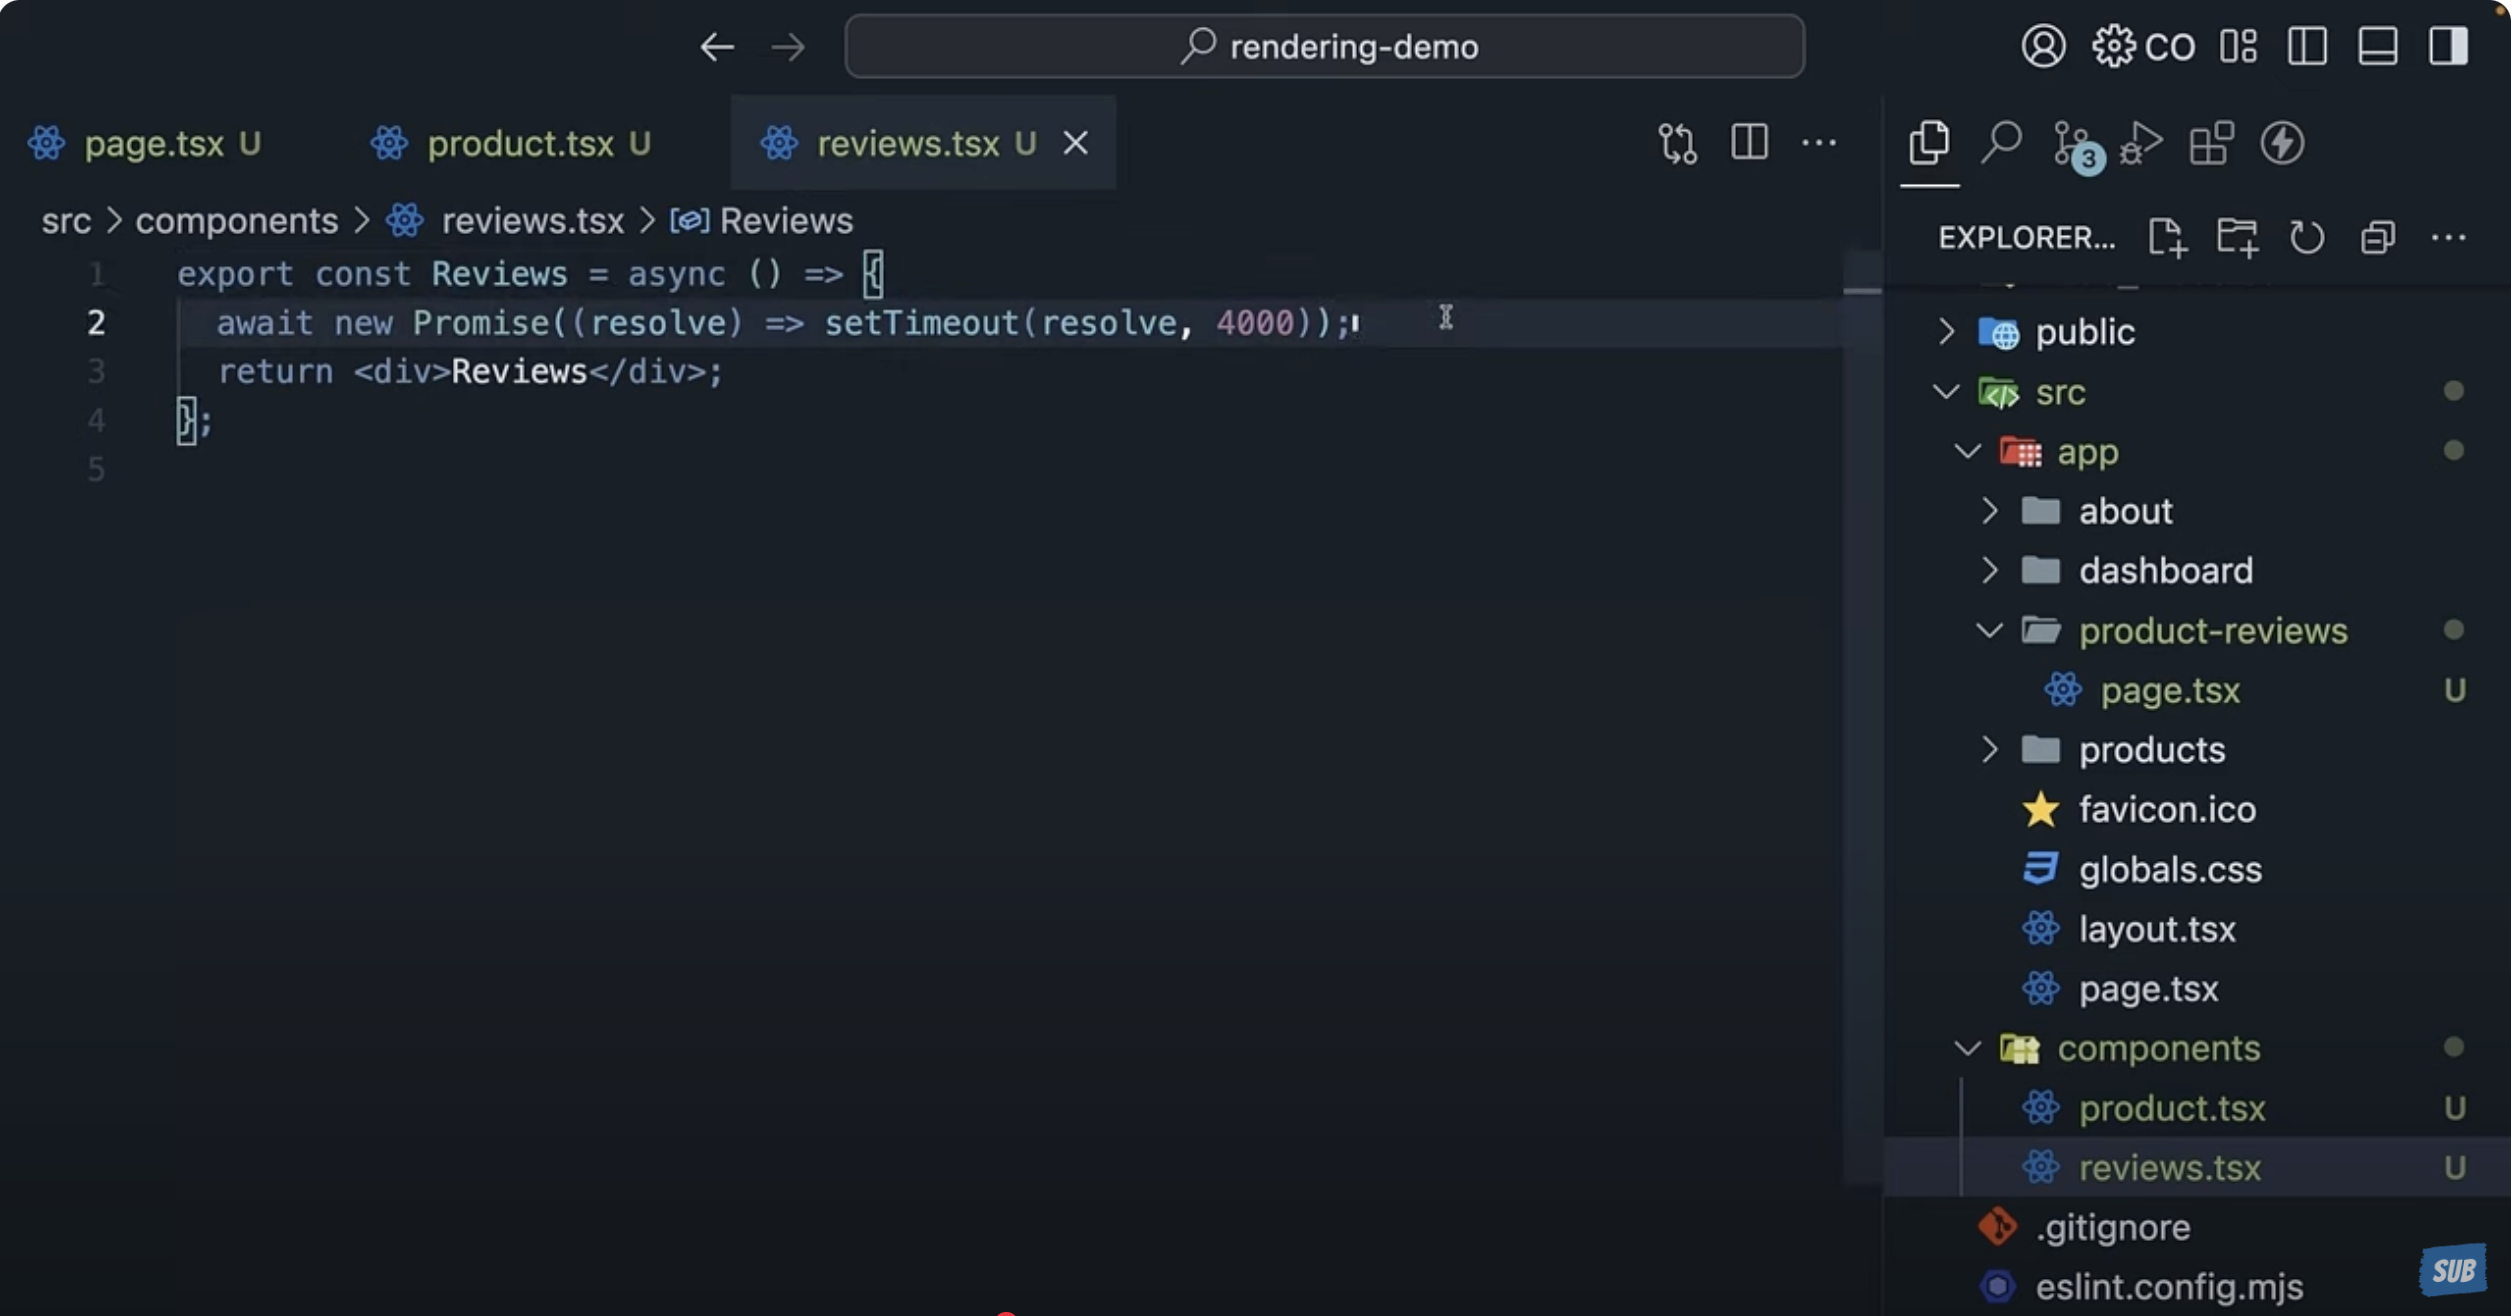 rendering-demo
CO
page.tsx U
product.tsx U
reviews.tsx U
3
src > components > reviews.tsx > Reviews
EXPLORER...
1 export const Reviews = async () => {
2 await new Promise((resolve) => setTimeout(resolve, 4000));
3 return <div>Reviews</div>;
4 };
5
public
src
app
about
dashboard
product-reviews
page.tsx U
products
favicon.ico
globals.css
layout.tsx
page.tsx
components
product.tsx U
reviews.tsx U
.gitignore
eslint.config.mjs
SUB